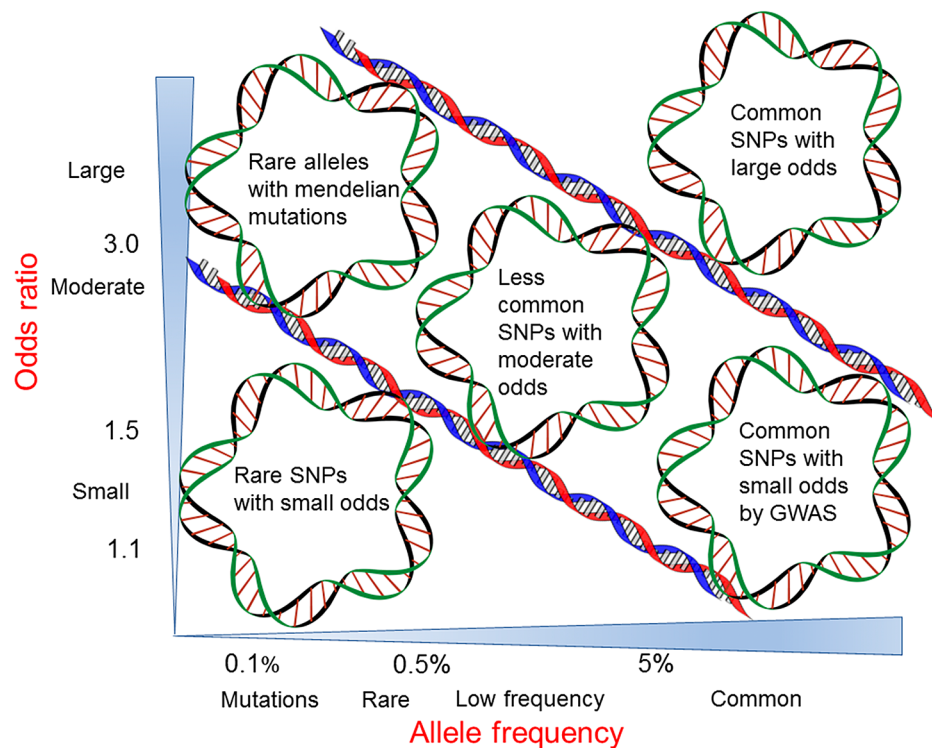 Odds ratio
Large
3.0
Moderate
1.5
Small
1.1
Rare alleles
with mendelian
mutations
Common
SNPs with
large odds
Less
common
SNPs with
moderate
odds
Rare SNPs
with small odds
Common
SNPs with
small odds
by GWAS
0.1%
0.5%
5%
Mutations
Rare
Low frequency
Common
Allele frequency